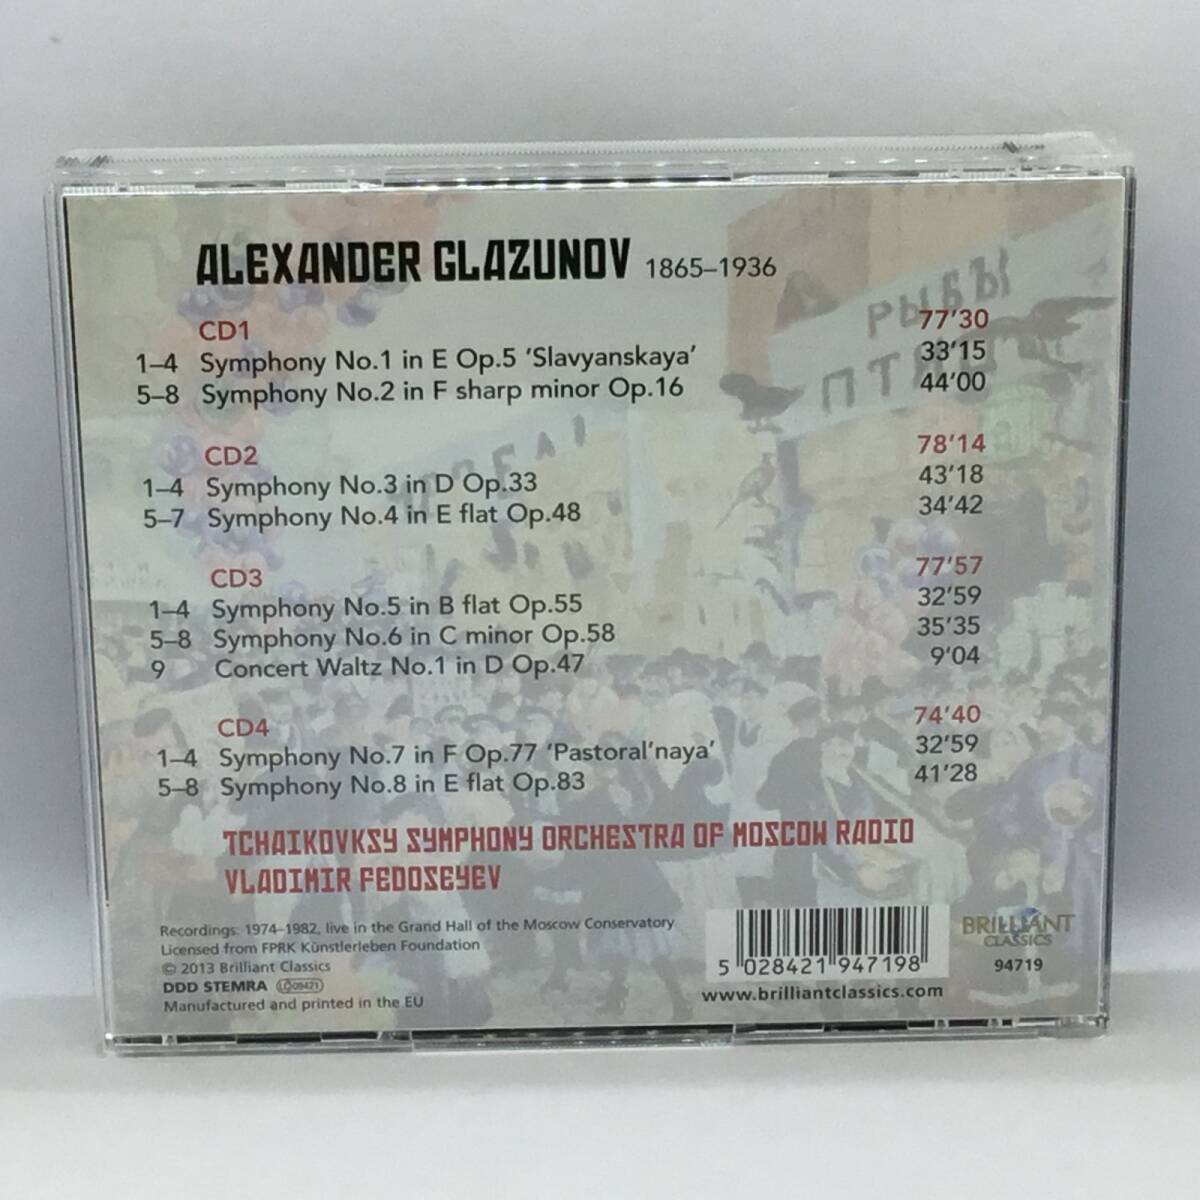 ALEXANDER GLAZUNOV 1865–1936
CD1 77'30
1–4 Symphony No.1 in E Op.5 ‘Slavyanskaya’ 33'15
5–8 Symphony No.2 in F sharp minor Op.16 44'00
CD2 78'14
1–4 Symphony No.3 in D Op.33 43'18
5–7 Symphony No.4 in E flat Op.48 34'42
CD3 77'57
1–4 Symphony No.5 in B flat Op.55 32'59
5–8 Symphony No.6 in C minor Op.58 35'35
9 Concert Waltz No.1 in D Op.47 9'04
CD4 74'40
1–4 Symphony No.7 in F Op.77 ‘Pastoral’naya’ 32'59
5–8 Symphony No.8 in E flat Op.83 41'28
TCHAIKOVKSY SYMPHONY ORCHESTRA OF MOSCOW RADIO
VLADIMIR FEDOSEYEV
Recordings: 1974–1982, live in the Grand Hall of the Moscow Conservatory
Licensed from FPRK Künstlerleben Foundation
© 2013 Brilliant Classics
DDD STEMRA LC 09421
Manufactured and printed in the EU
5 028421 947198
www.brilliantclassics.com
BRILLIANT
CLASSICS
94719
РЫБЫ